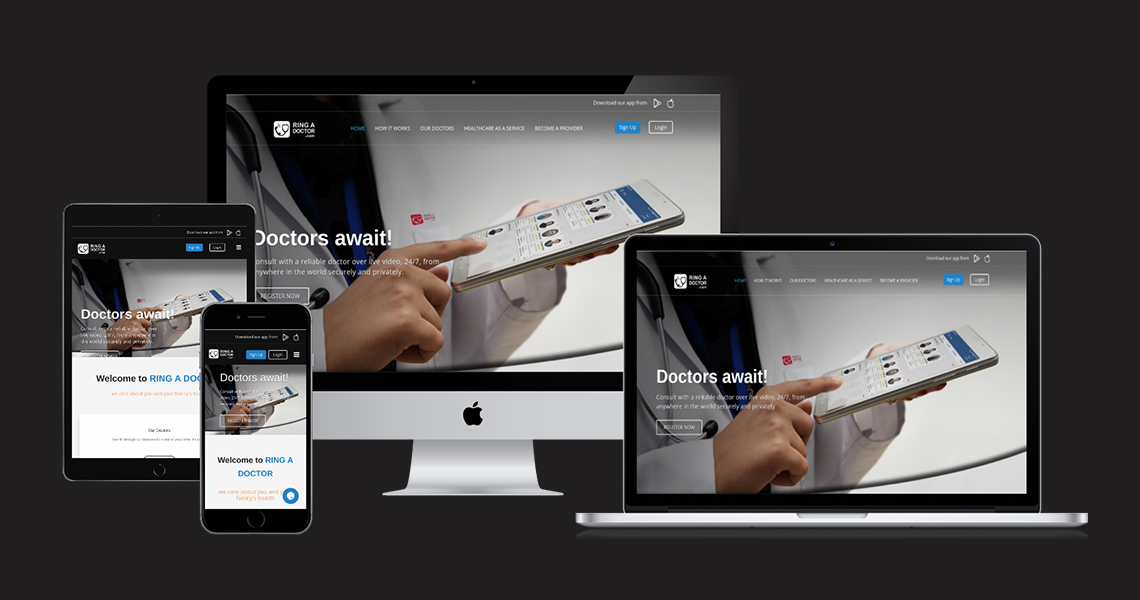 Download our app from
RING A
DOCTOR
.com
HOME HOW IT WORKS OUR DOCTORS HEALTHCARE AS A SERVICE BECOME A PROVIDER
Sign Up Login
Doctors await!
onsult with a reliable doctor over live video, 24/7, from
nywhere in the world securely and privately.
REGISTER NOW
Download our app from
RING A
DOCTOR
Sign Up Login
Doctors await!
Consult with a reliable doctor over
live video, 24/7, from anywhere in
the world securely and privately.
Welcome to RING A DOC
we care about you, and your family's
Our Doctors
Download our app from
RING A
DOCTOR
Sign Up Login
Doctors await!
REGISTER NOW
Welcome to RING A
DOCTOR
we care about you and
family's health
Download our app from
RING A
DOCTOR
.com
HOME HOW IT WORKS OUR DOCTORS HEALTHCARE AS A SERVICE BECOME A PROVIDER
Sign Up Login
Doctors await!
Consult with a reliable doctor over live video, 24/7, from
anywhere in the world securely and privately.
REGISTER NOW